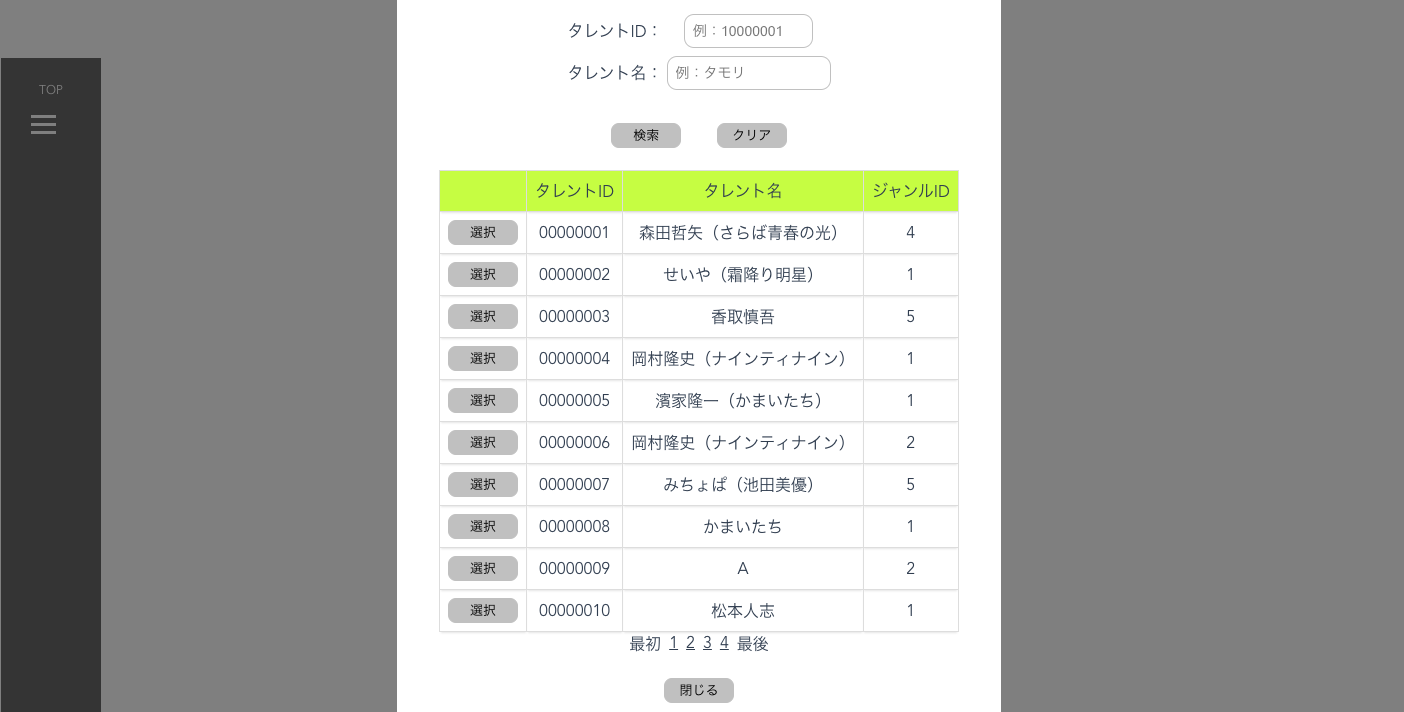 タレントID： 例：10000001
タレント名： 例：タモリ
TOP
検索 クリア
タレントID タレント名 ジャンルID
選択 00000001 森田哲矢（さらば青春の光） 4
選択 00000002 せいや（霜降り明星） 1
選択 00000003 香取慎吾 5
選択 00000004 岡村隆史（ナインティナイン） 1
選択 00000005 濱家隆一（かまいたち） 1
選択 00000006 岡村隆史（ナインティナイン） 2
選択 00000007 みちょぱ（池田美優） 5
選択 00000008 かまいたち 1
選択 00000009 A 2
選択 00000010 松本人志 1
最初 1 2 3 4 最後
閉じる